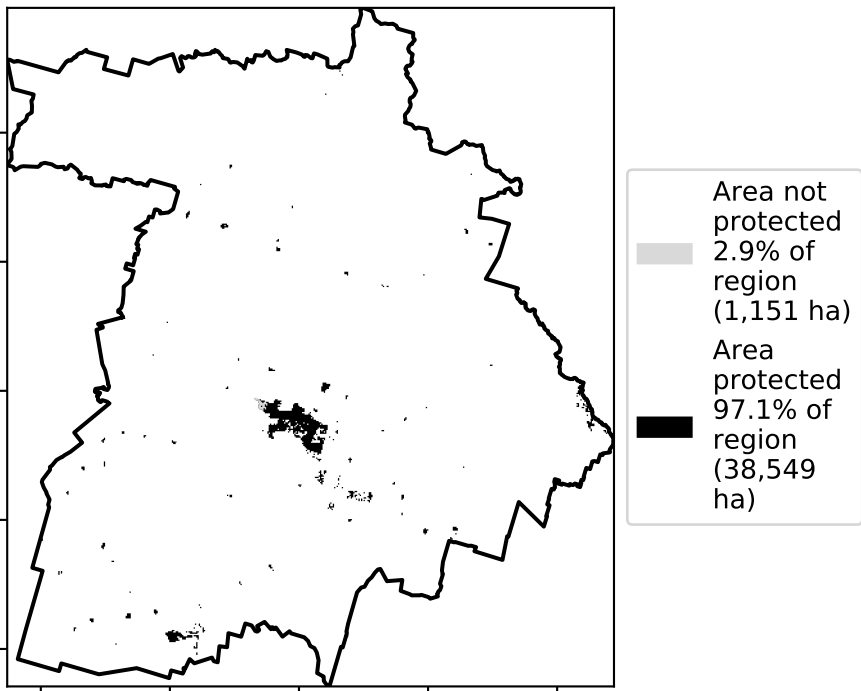 Area not
protected
2.9% of
region
(1,151 ha)
Area
protected
97.1% of
region
(38,549
ha)